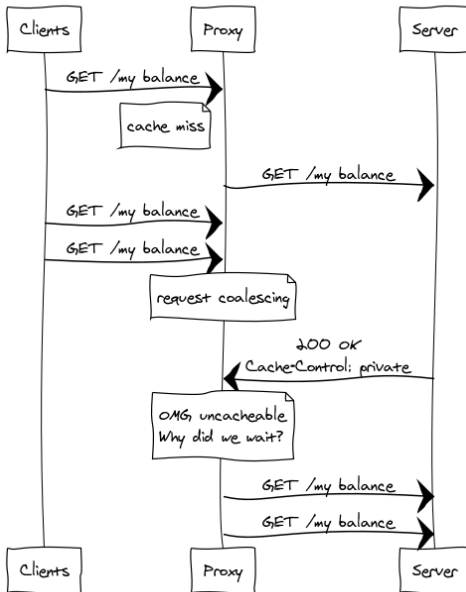 Clients
Proxy
Server
GET /my balance
cache miss
GET /my balance
GET /my balance
GET /my balance
request coalescing
200 OK
Cache-Control: private
OMG uncacheable
Why did we wait?
GET /my balance
GET /my balance
Clients
Proxy
Server